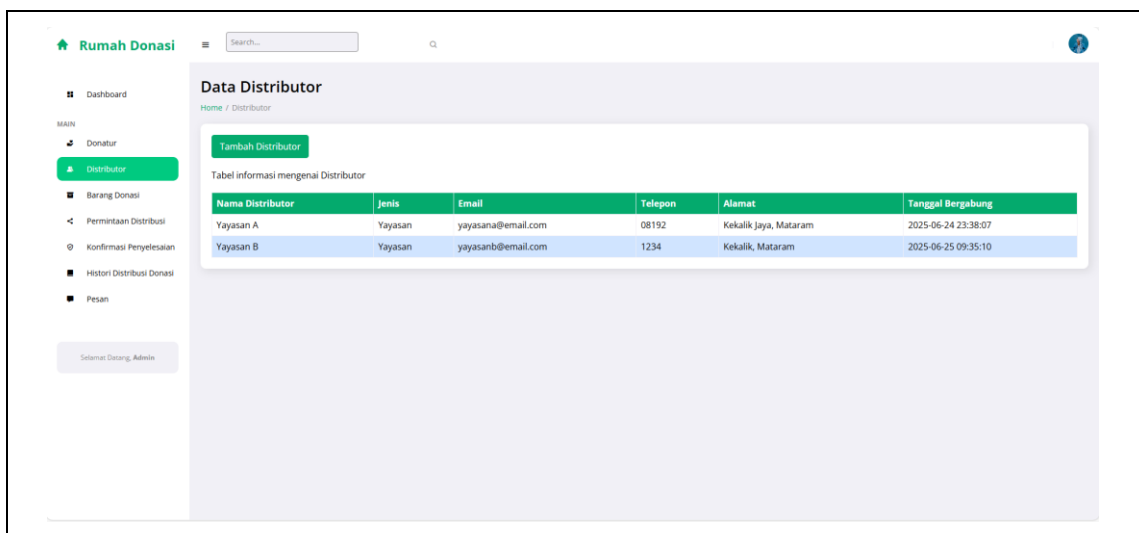 Rumah Donasi
Search...
Dashboard
MAIN
Donatur
Distributor
Barang Donasi
Permintaan Distribusi
Konfirmasi Penyelesaian
Histori Distribusi Donasi
Pesan
Selamat Datang, Admin
Data Distributor
Home / Distributor
Tambah Distributor
Tabel informasi mengenai Distributor
Nama Distributor Jenis Email Telepon Alamat Tanggal Bergabung
Yayasan A Yayasan yayasana@email.com 08192 Kekalik Jaya, Mataram 2025-06-24 23:38:07
Yayasan B Yayasan yayasanb@email.com 1234 Kekalik, Mataram 2025-06-25 09:35:10